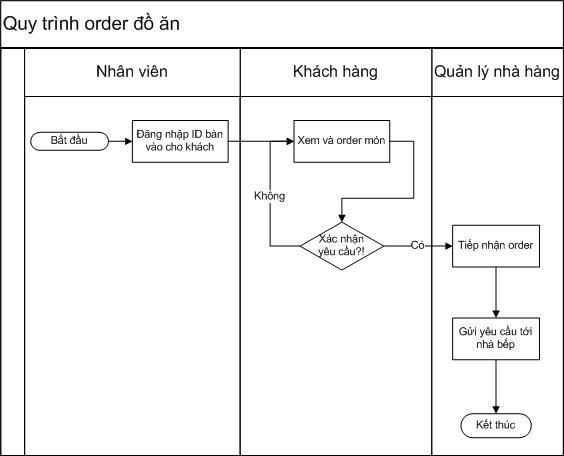 Quy trình order đồ ăn
Nhân viên
Khách hàng
Quản lý nhà hàng
Bắt đầu
Đăng nhập ID bàn
vào cho khách
Xem và order món
Không
Xác nhận
yêu cầu?!
Có
Tiếp nhận order
Gửi yêu cầu tới
nhà bếp
Kết thúc